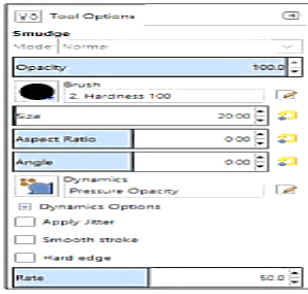 Tool Options
Smudge
Mode: Normal
Opacity 100.0
Brush
2. Hardness 100
Size 20.00
Aspect Ratio 0.00
Angle 0.00
Dynamics
Pressure Opacity
Dynamics Options
Apply Jitter
Smooth stroke
Hard edge
Rate 50.0